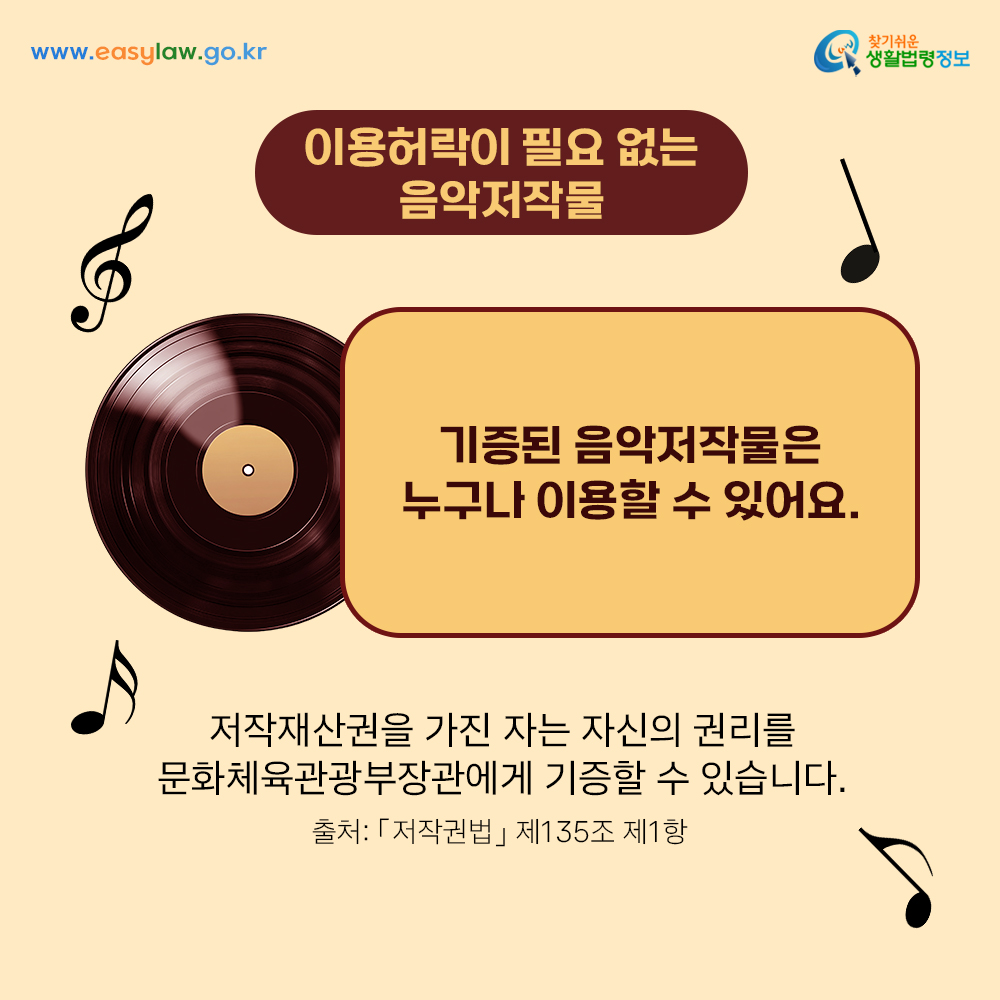 www.easylaw.go.kr
찾기쉬운
생활법령정보
이용허락이 필요 없는
음악저작물
기증된 음악저작물은
누구나 이용할 수 있어요.
저작재산권을 가진 자는 자신의 권리를
문화체육관광부장관에게 기증할 수 있습니다.
출처: 「저작권법」 제135조 제1항